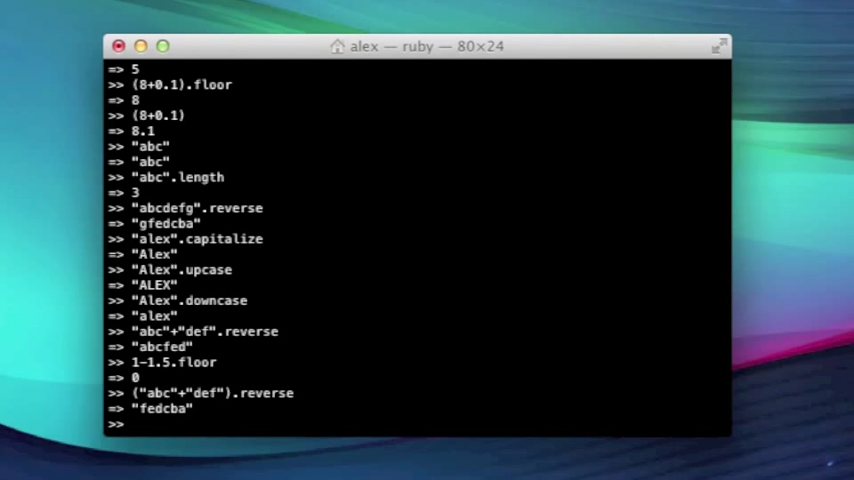 alex — ruby — 80×24
=> 5
>> (8+0.1).floor
=> 8
>> (8+0.1)
=> 8.1
>> "abc"
=> "abc"
>> "abc".length
=> 3
>> "abcdefg".reverse
=> "gfedcba"
>> "alex".capitalize
=> "Alex"
>> "Alex".upcase
=> "ALEX"
>> "Alex".downcase
=> "alex"
>> "abc"+"def".reverse
=> "abcfed"
>> 1-1.5.floor
=> 0
>> ("abc"+"def").reverse
=> "fedcba"
>>